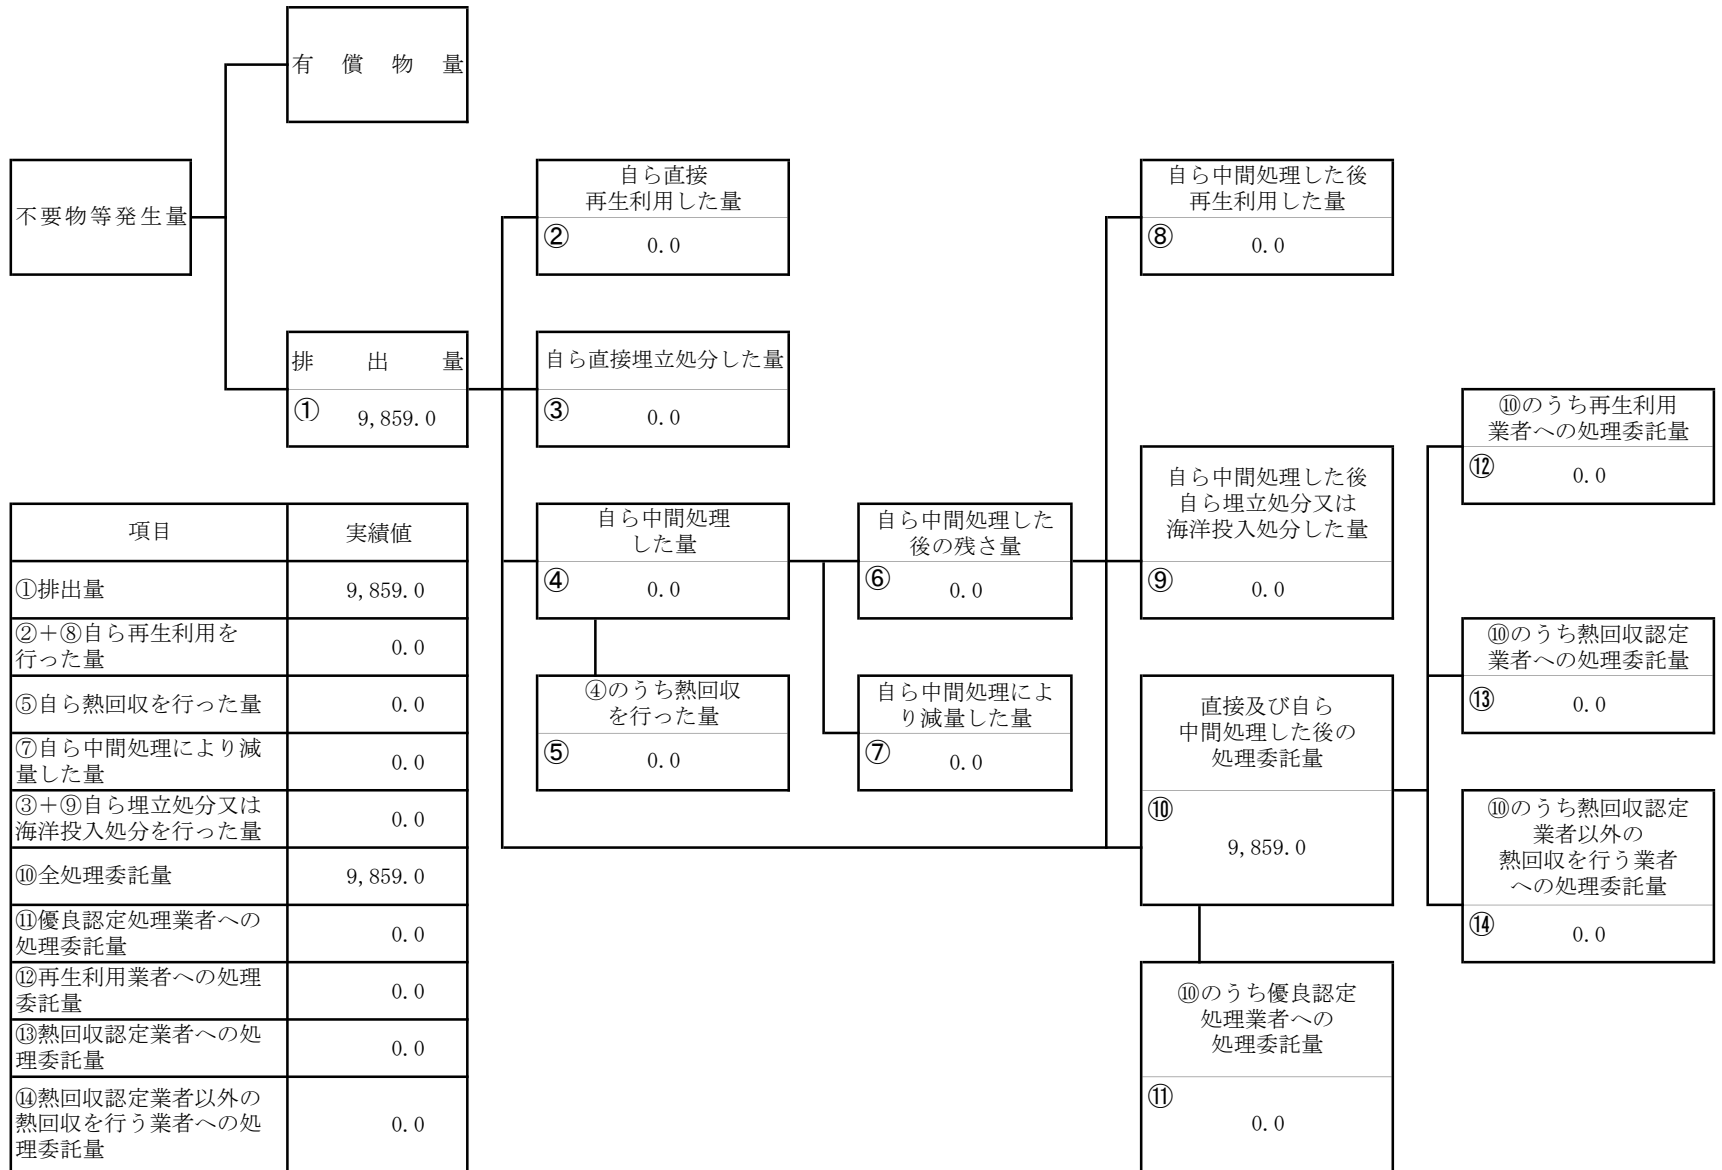 有償物量
不要物等発生量
排出量
① 9,859.0
自ら直接
再生利用した量
② 0.0
自ら直接埋立処分した量
③ 0.0
自ら中間処理
した量
④ 0.0
④のうち熱回収
を行った量
⑤ 0.0
自ら中間処理した
後の残さ量
⑥ 0.0
自ら中間処理によ
り減量した量
⑦ 0.0
自ら中間処理した後
再生利用した量
⑧ 0.0
自ら中間処理した後
自ら埋立処分又は
海洋投入処分した量
⑨ 0.0
直接及び自ら
中間処理した後の
処理委託量
⑩
9,859.0
⑩のうち優良認定
処理業者への
処理委託量
⑪
0.0
⑩のうち再生利用
業者への処理委託量
⑫ 0.0
⑩のうち熱回収認定
業者への処理委託量
⑬ 0.0
⑩のうち熱回収認定
業者以外の
熱回収を行う業者
への処理委託量
⑭ 0.0
項目 実績値
①排出量 9,859.0
②+⑧自ら再生利用を
行った量 0.0
⑤自ら熱回収を行った量 0.0
⑦自ら中間処理により減
量した量 0.0
③+⑨自ら埋立処分又は
海洋投入処分を行った量 0.0
⑩全処理委託量 9,859.0
⑪優良認定処理業者への
処理委託量 0.0
⑫再生利用業者への処理
委託量 0.0
⑬熱回収認定業者への処
理委託量 0.0
⑭熱回収認定業者以外の
熱回収を行う業者への処
理委託量 0.0